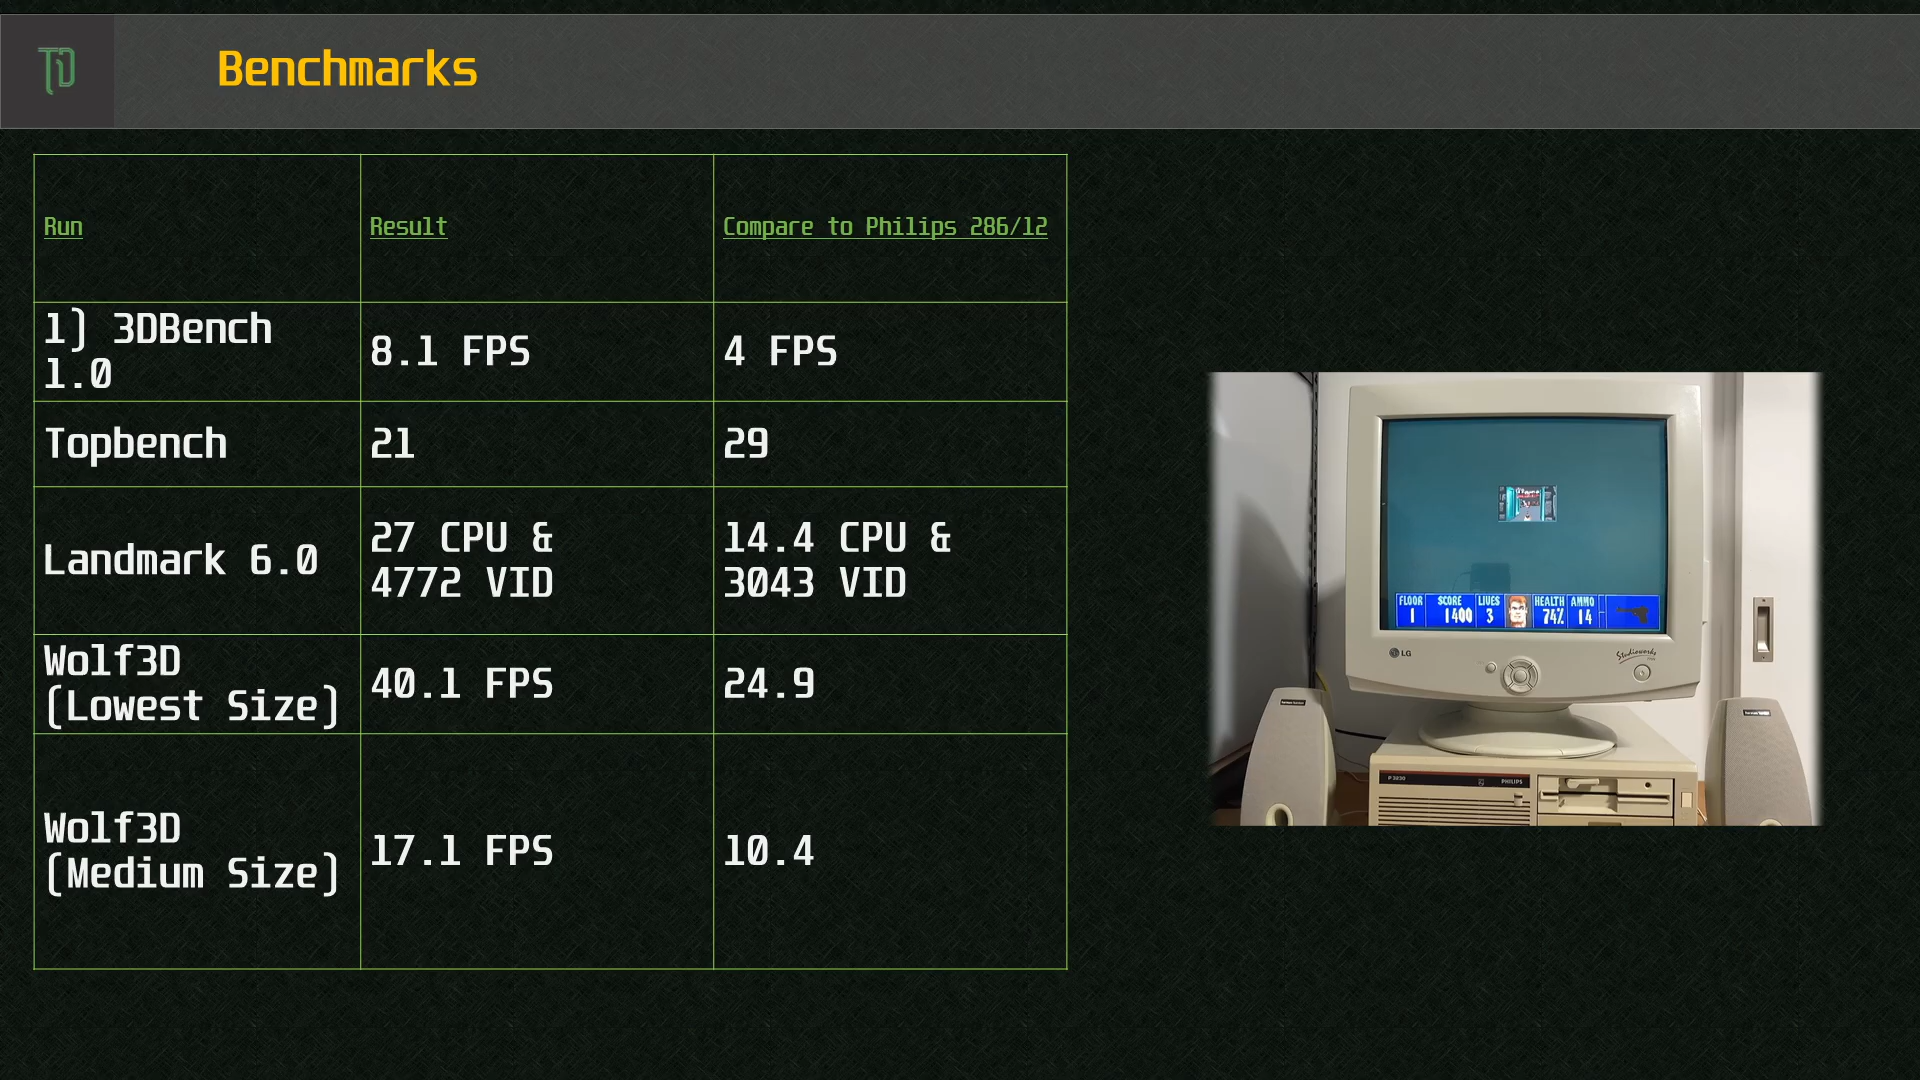 TD
Benchmarks
Run
Result
Compare to Philips 286/12
1) 3DBench
1.0
8.1 FPS
4 FPS
Topbench
21
29
Landmark 6.0
27 CPU &
4772 VID
14.4 CPU &
3043 VID
Wolf3D
(Lowest Size)
40.1 FPS
24.9
Wolf3D
(Medium Size)
17.1 FPS
10.4
FLOOR SCORE LIVES HEALTH AMMO
1 1400 3 74% 14
LG
Studioworks
P 3230
PHILIPS